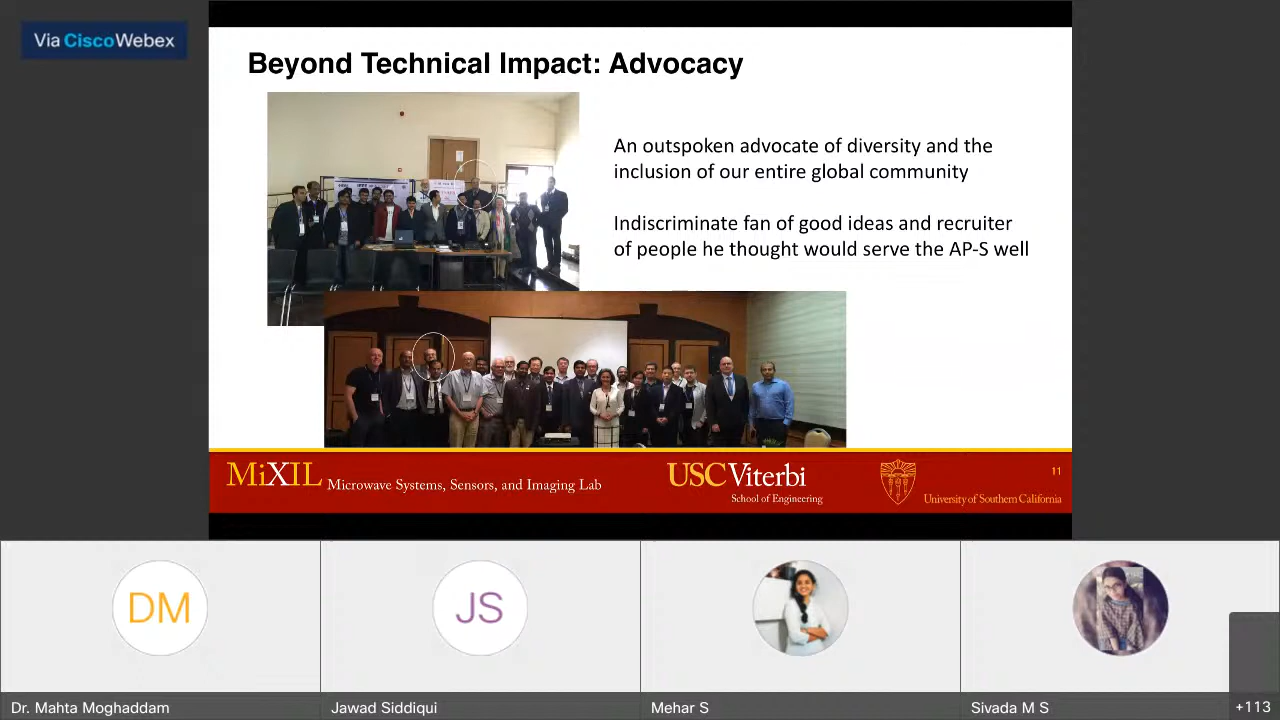 Via CiscoWebex
Beyond Technical Impact: Advocacy
An outspoken advocate of diversity and the
inclusion of our entire global community
Indiscriminate fan of good ideas and recruiter
of people he thought would serve the AP-S well
MiXIL Microwave Systems, Sensors, and Imaging Lab
USC Viterbi
School of Engineering
University of Southern California
11
DM
JS
Dr. Mahta Moghaddam
Jawad Siddiqui
Mehar S
Sivada M S
+113